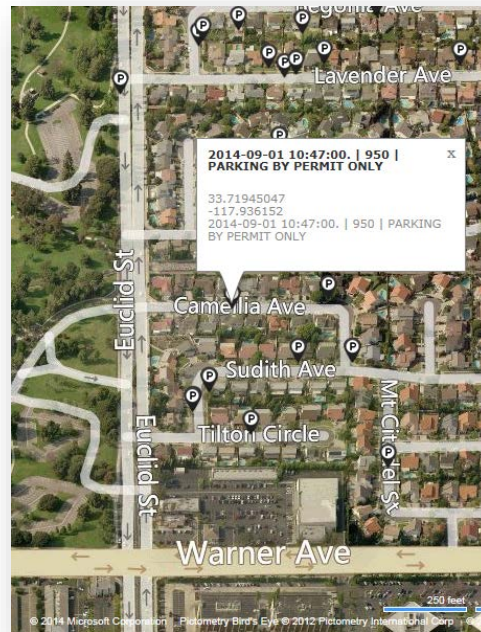 Begonia Ave
P
P
P
P
P
P
P
Lavender Ave
P
P
2014-09-01 10:47:00. | 950 |
PARKING BY PERMIT ONLY
x
33.71945047
-117.936152
2014-09-01 10:47:00. | 950 | PARKING
BY PERMIT ONLY
Euclid St
P
Camellia Ave
P
P
Sudith Ave
P
P
P
Tilton Circle
Euclid St
P
Warner Ave
250 feet
© 2014 Microsoft Corporation Pictometry Bird's Eye © 2012 Pictometry International Corp